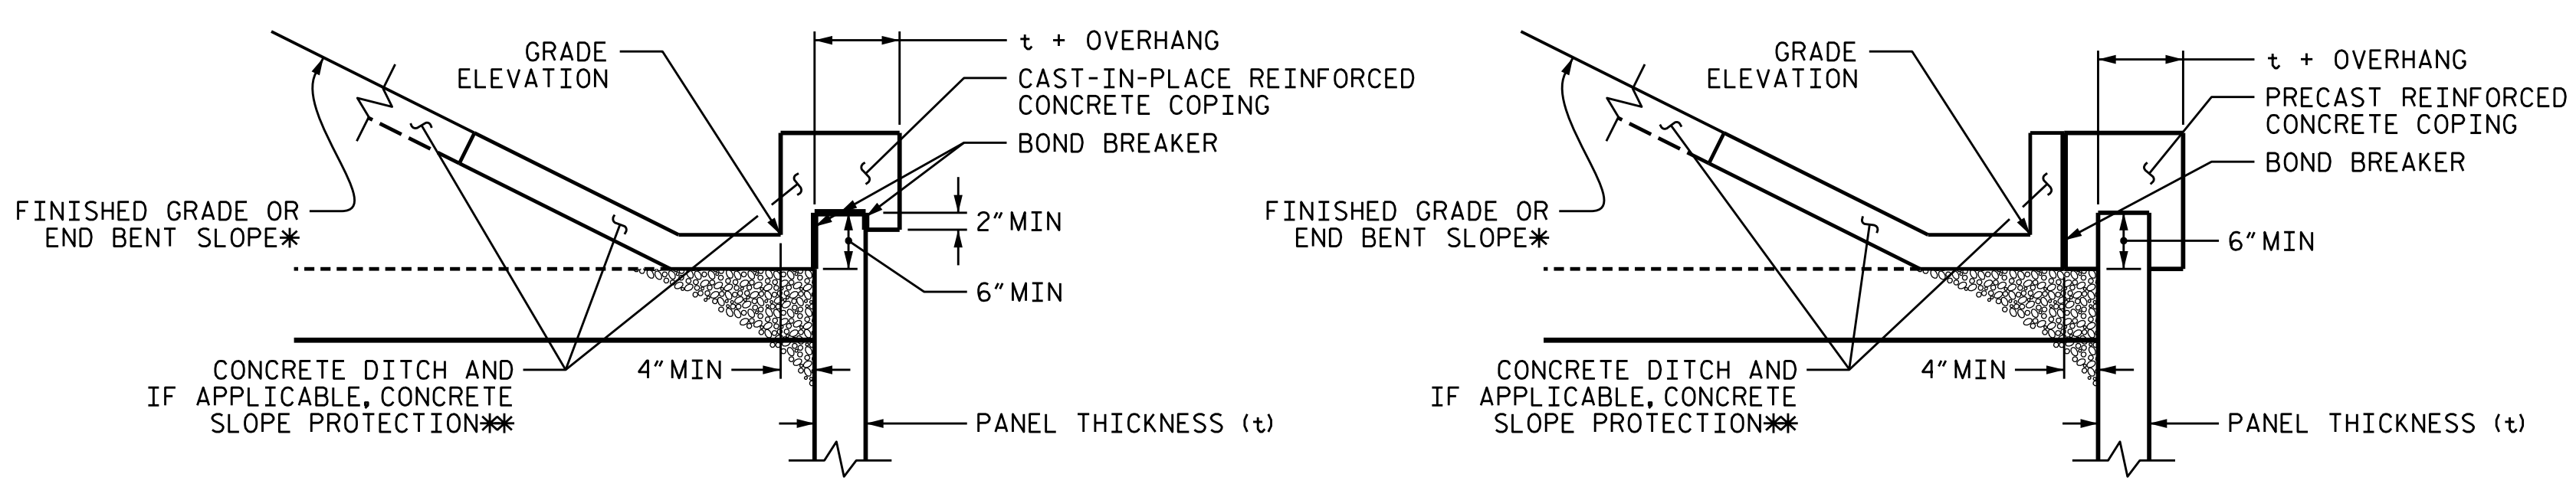 GRADE
ELEVATION
t + OVERHANG
CAST-IN-PLACE REINFORCED
CONCRETE COPING
BOND BREAKER
2" MIN
6" MIN
FINISHED GRADE OR
END BENT SLOPE*
CONCRETE DITCH AND
IF APPLICABLE, CONCRETE
SLOPE PROTECTION**
4" MIN
PANEL THICKNESS (t)
GRADE
ELEVATION
t + OVERHANG
PRECAST REINFORCED
CONCRETE COPING
BOND BREAKER
6" MIN
FINISHED GRADE OR
END BENT SLOPE*
CONCRETE DITCH AND
IF APPLICABLE, CONCRETE
SLOPE PROTECTION**
4" MIN
PANEL THICKNESS (t)